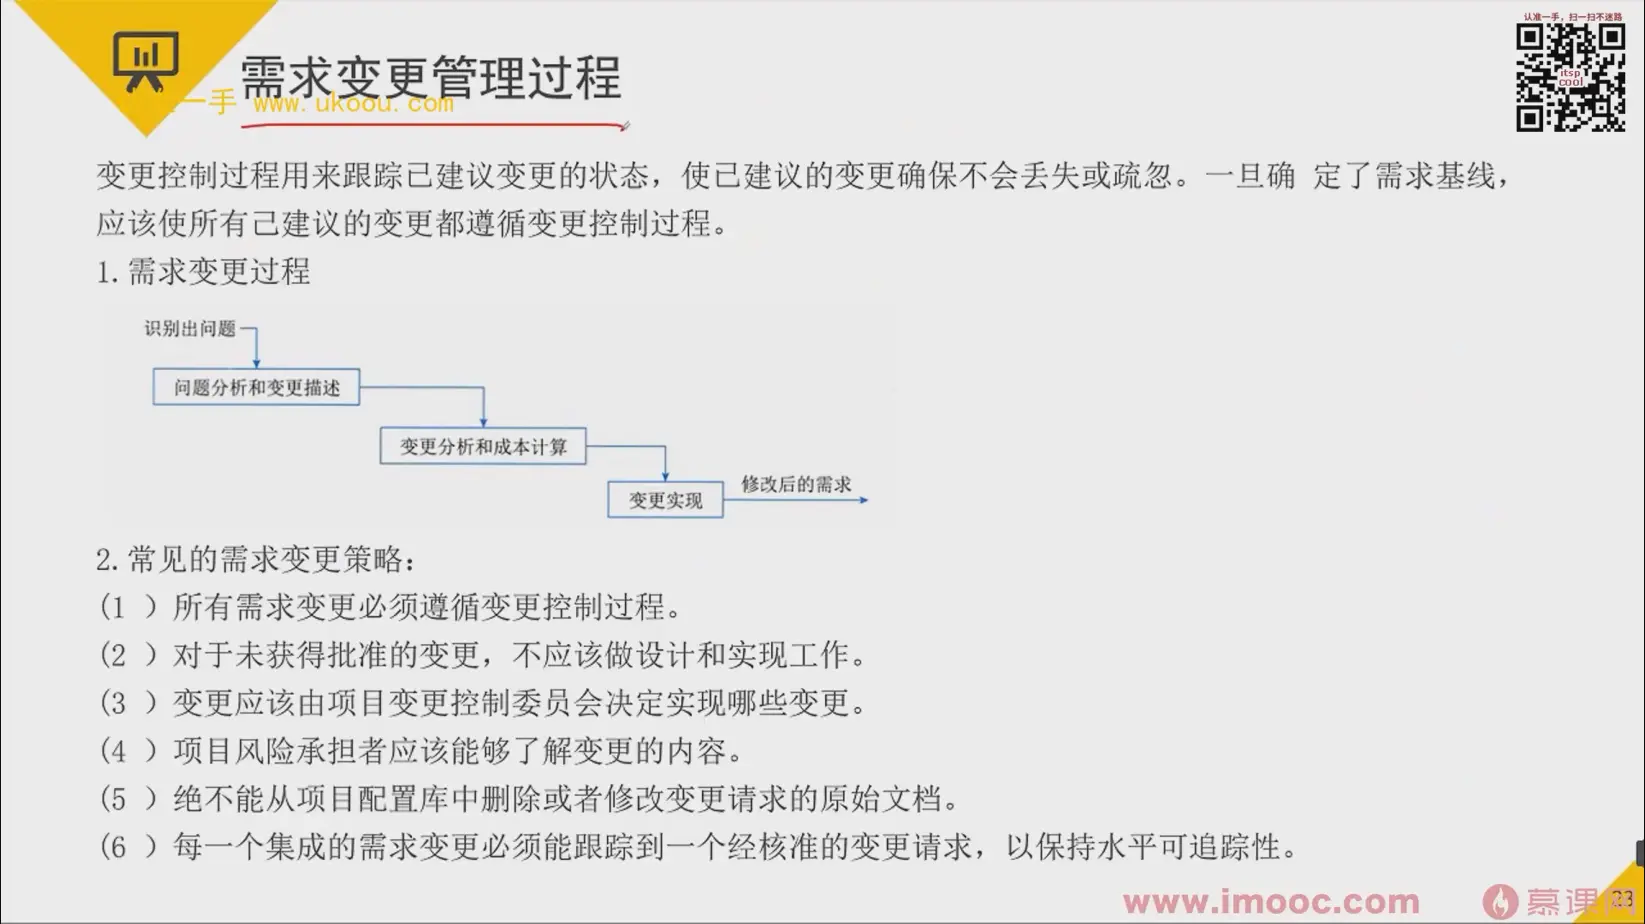 认准一手，扫一扫不迷路
itsp
cool
需求变更管理过程
一手 www.ukoou.com
变更控制过程用来跟踪已建议变更的状态，使已建议的变更确保不会丢失或疏忽。一旦确 定了需求基线，
应该使所有已建议的变更都遵循变更控制过程。
1.需求变更过程
识别出问题
问题分析和变更描述
变更分析和成本计算
变更实现
修改后的需求
2.常见的需求变更策略：
(1 ）所有需求变更必须遵循变更控制过程。
(2 ）对于未获得批准的变更，不应该做设计和实现工作。
(3 ）变更应该由项目变更控制委员会决定实现哪些变更。
(4 ）项目风险承担者应该能够了解变更的内容。
(5 ）绝不能从项目配置库中删除或者修改变更请求的原始文档。
(6 ）每一个集成的需求变更必须能跟踪到一个经核准的变更请求，以保持水平可追踪性。
www.imooc.com
慕课网
23